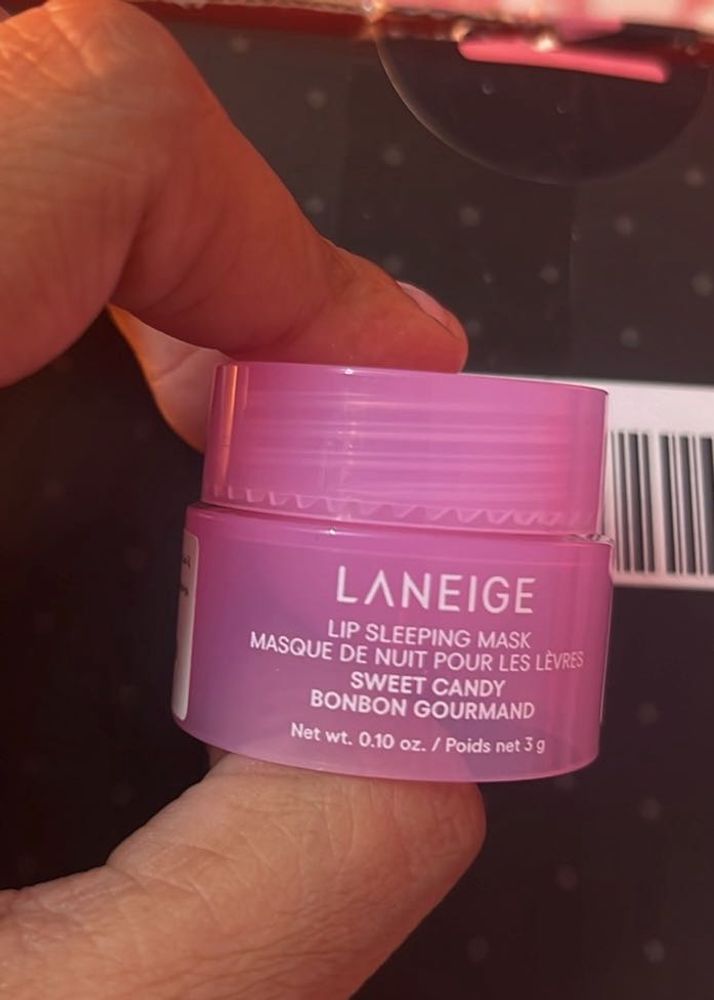 LANEIGE
LIP SLEEPING MASK
MASQUE DE NUIT POUR LES LÈVRES
SWEET CANDY
BONBON GOURMAND
Net wt. 0.10 oz. / Poids net 3 g